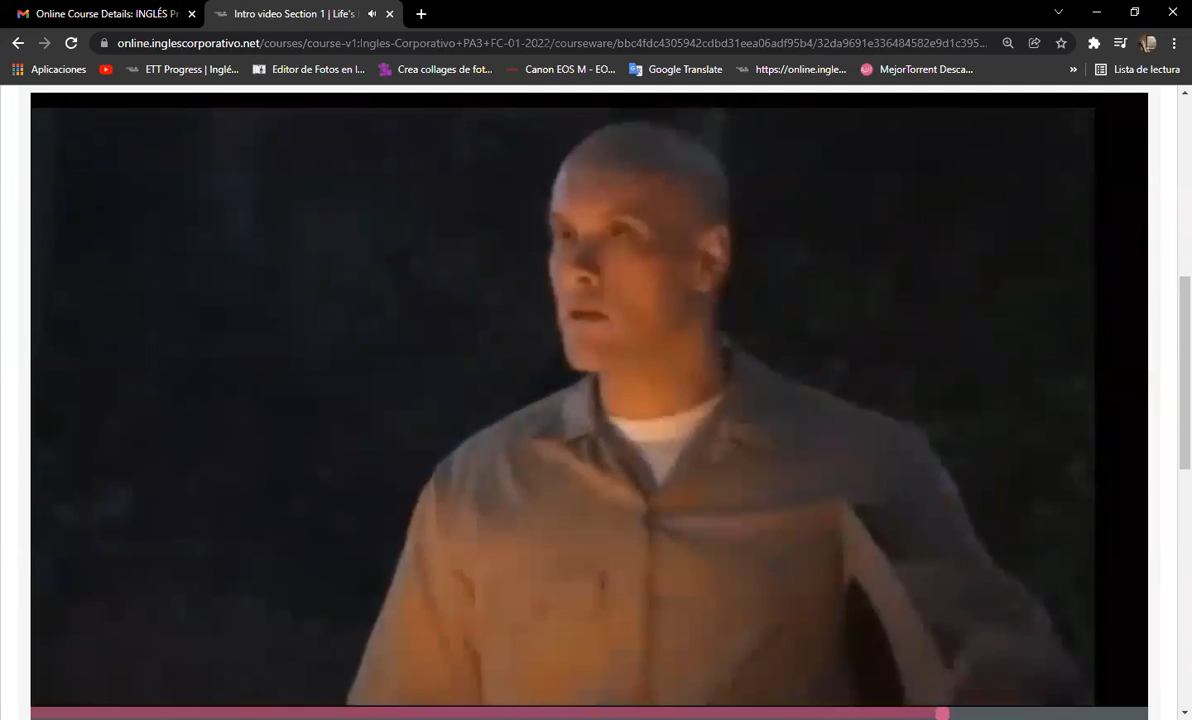 Online Course Details: INGLÉS Pr
Intro video Section 1 | Life's
online.inglescorporativo.net/courses/course-v1:Ingles-Corporativo+PA3+FC-01-2022/courseware/bbc4fdc4305942cdbd31eea06adf95b4/32da9691e336484582e9d1c395...
Aplicaciones
ETT Progress | Inglé...
Editor de Fotos en l...
Crea collages de fot...
Canon EOS M - EO...
Google Translate
https://online.ingle...
MejorTorrent Desca...
»
Lista de lectura